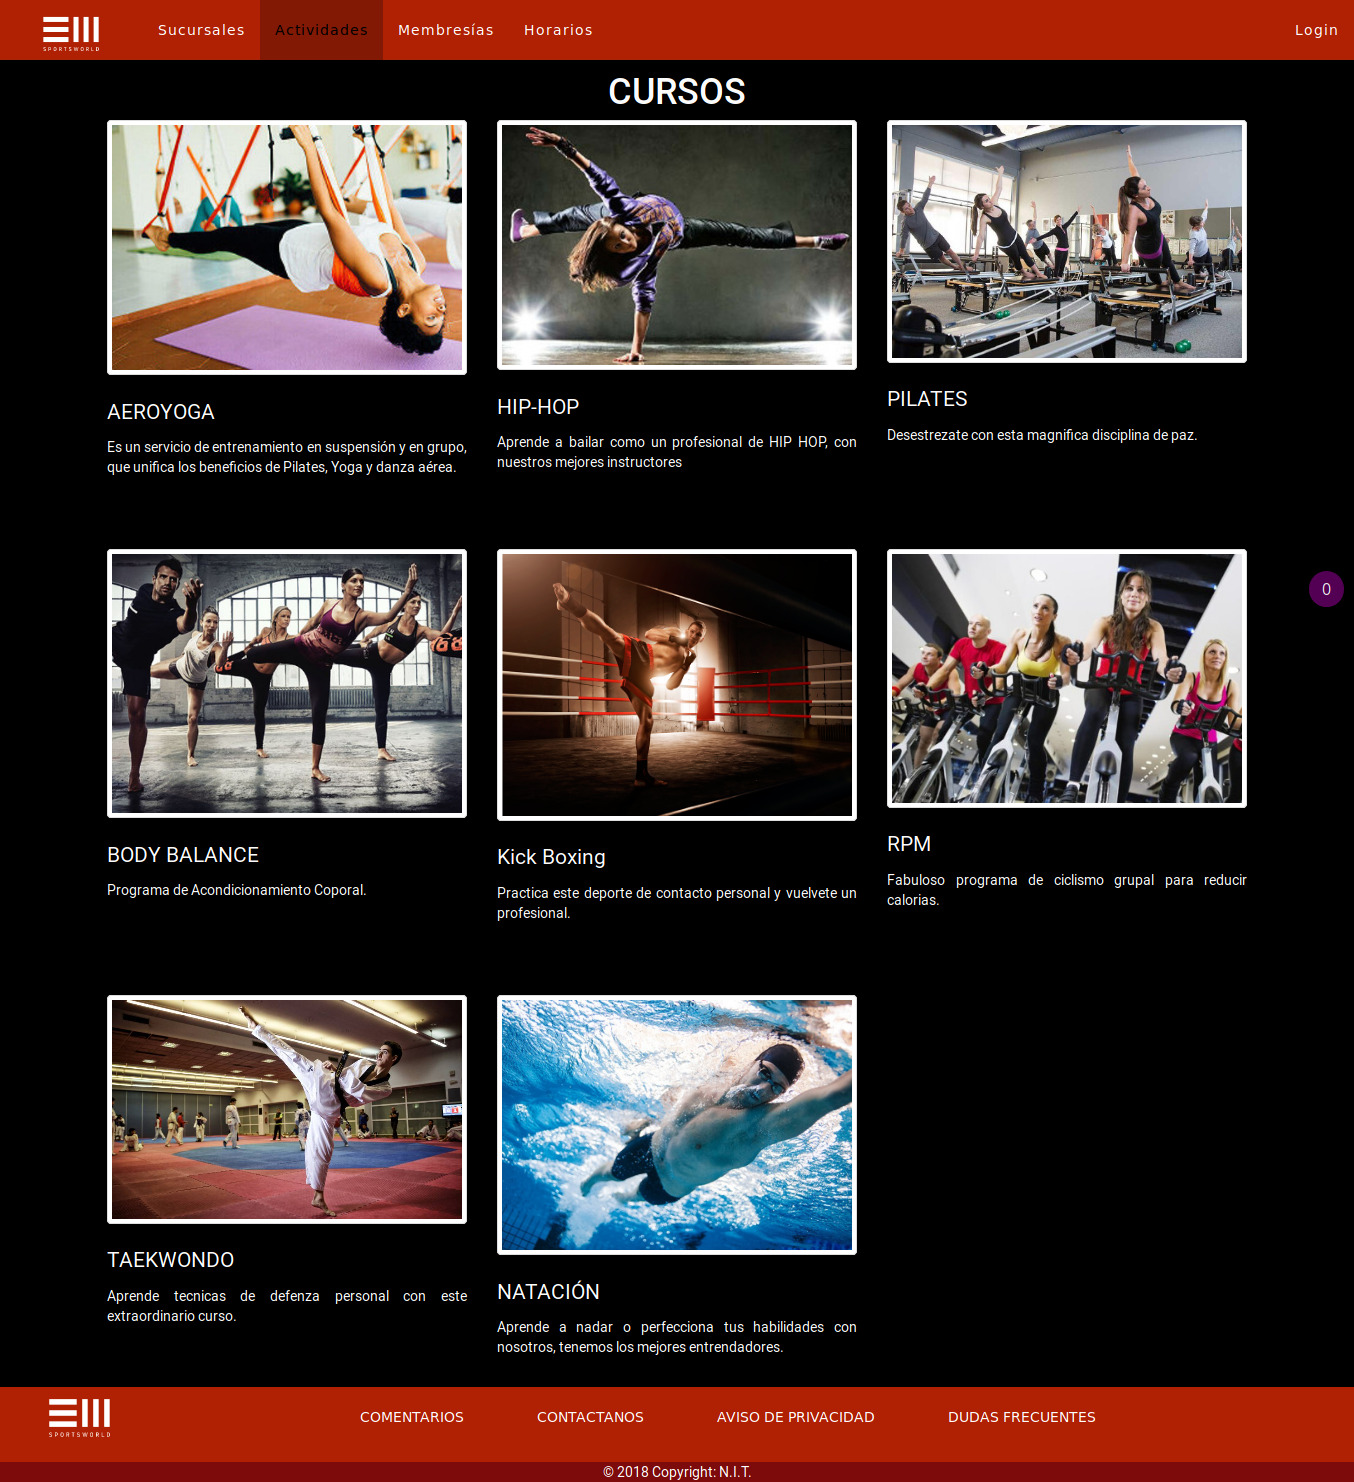 SPORTSWORLD
Sucursales
Actividades
Membresías
Horarios
Login
CURSOS
AEROYOGA
Es un servicio de entrenamiento en suspensión y en grupo,
que unifica los beneficios de Pilates, Yoga y danza aérea.
HIP-HOP
Aprende a bailar como un profesional de HIP HOP, con
nuestros mejores instructores
PILATES
Desestrezate con esta magnifica disciplina de paz.
0
BODY BALANCE
Programa de Acondicionamiento Coporal.
Kick Boxing
Practica este deporte de contacto personal y vuelvete un
profesional.
RPM
Fabuloso programa de ciclismo grupal para reducir
calorias.
TAEKWONDO
Aprende tecnicas de defenza personal con este
extraordinario curso.
NATACIÓN
Aprende a nadar o perfecciona tus habilidades con
nosotros, tenemos los mejores entrendadores.
SPORTSWORLD
COMENTARIOS
CONTACTANOS
AVISO DE PRIVACIDAD
DUDAS FRECUENTES
© 2018 Copyright: N.I.T.